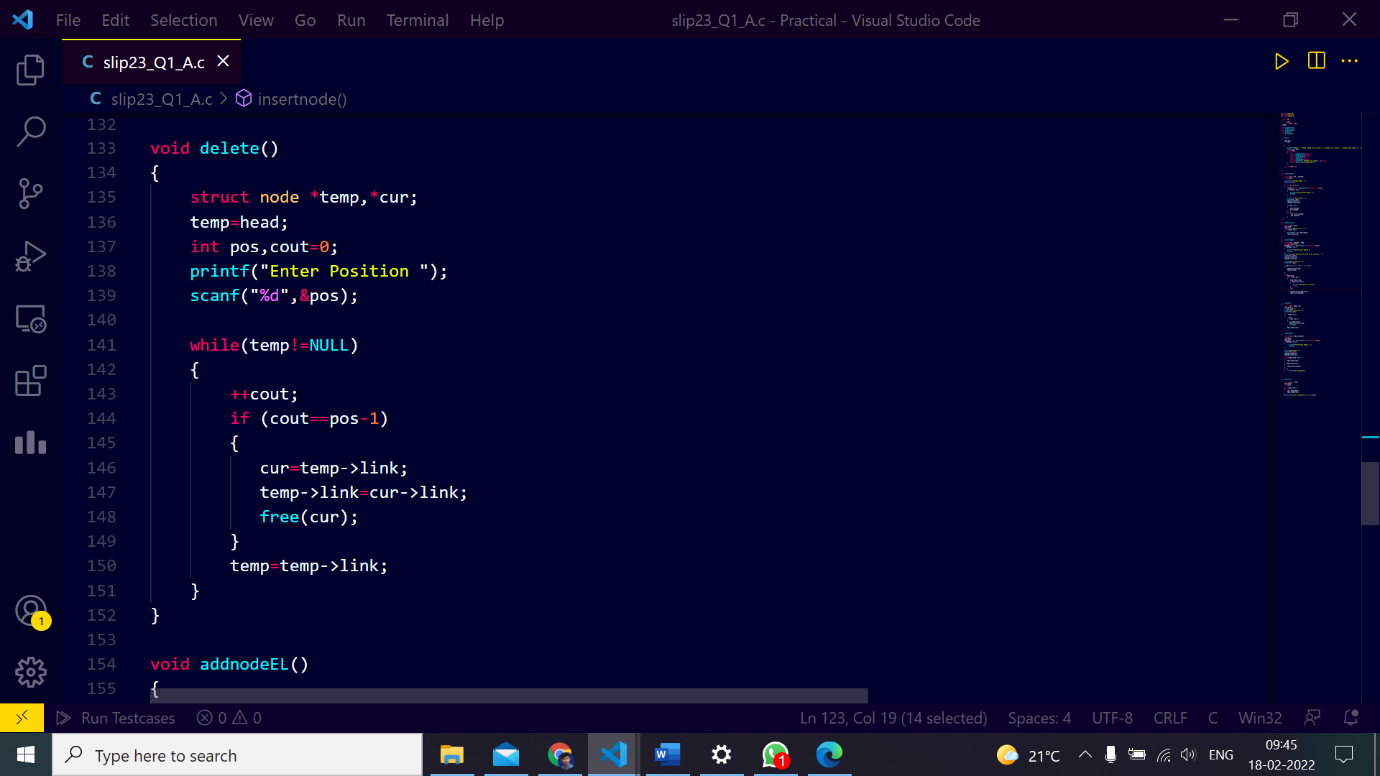 File Edit Selection View Go Run Terminal Help slip23_Q1_A.c - Practical - Visual Studio Code
C slip23_Q1_A.c
C slip23_Q1_A.c > insertnode()
132
133 void delete()
134 {
135 struct node *temp,*cur;
136 temp=head;
137 int pos,cout=0;
138 printf("Enter Position ");
139 scanf("%d",&pos);
140
141 while(temp!=NULL)
142 {
143 ++cout;
144 if (cout==pos-1)
145 {
146 cur=temp->link;
147 temp->link=cur->link;
148 free(cur);
149 }
150 temp=temp->link;
151 }
152 }
153
154 void addnodeEL()
155 {
1
Run Testcases 0 0 Ln 123, Col 19 (14 selected) Spaces: 4 UTF-8 CRLF C Win32
Type here to search 1 21°C ENG 09:45
18-02-2022